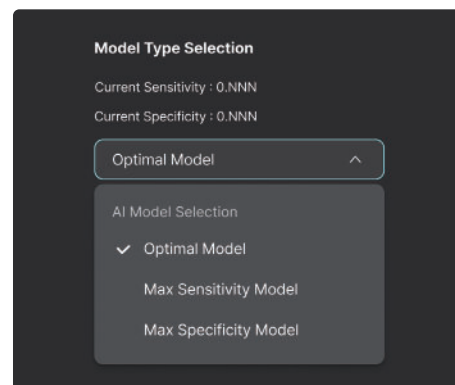 Model Type Selection
Current Sensitivity : 0.NNN
Current Specificity : 0.NNN
Optimal Model
AI Model Selection
Optimal Model
Max Sensitivity Model
Max Specificity Model